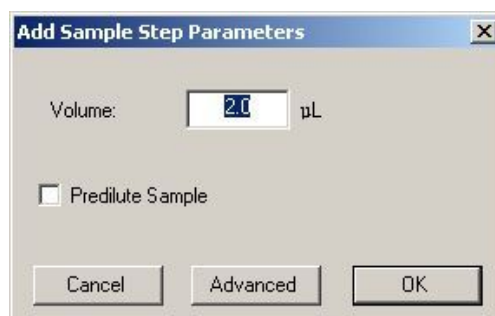 Add Sample Step Parameters
Volume: 2.0 µL
Predilute Sample
Cancel Advanced OK